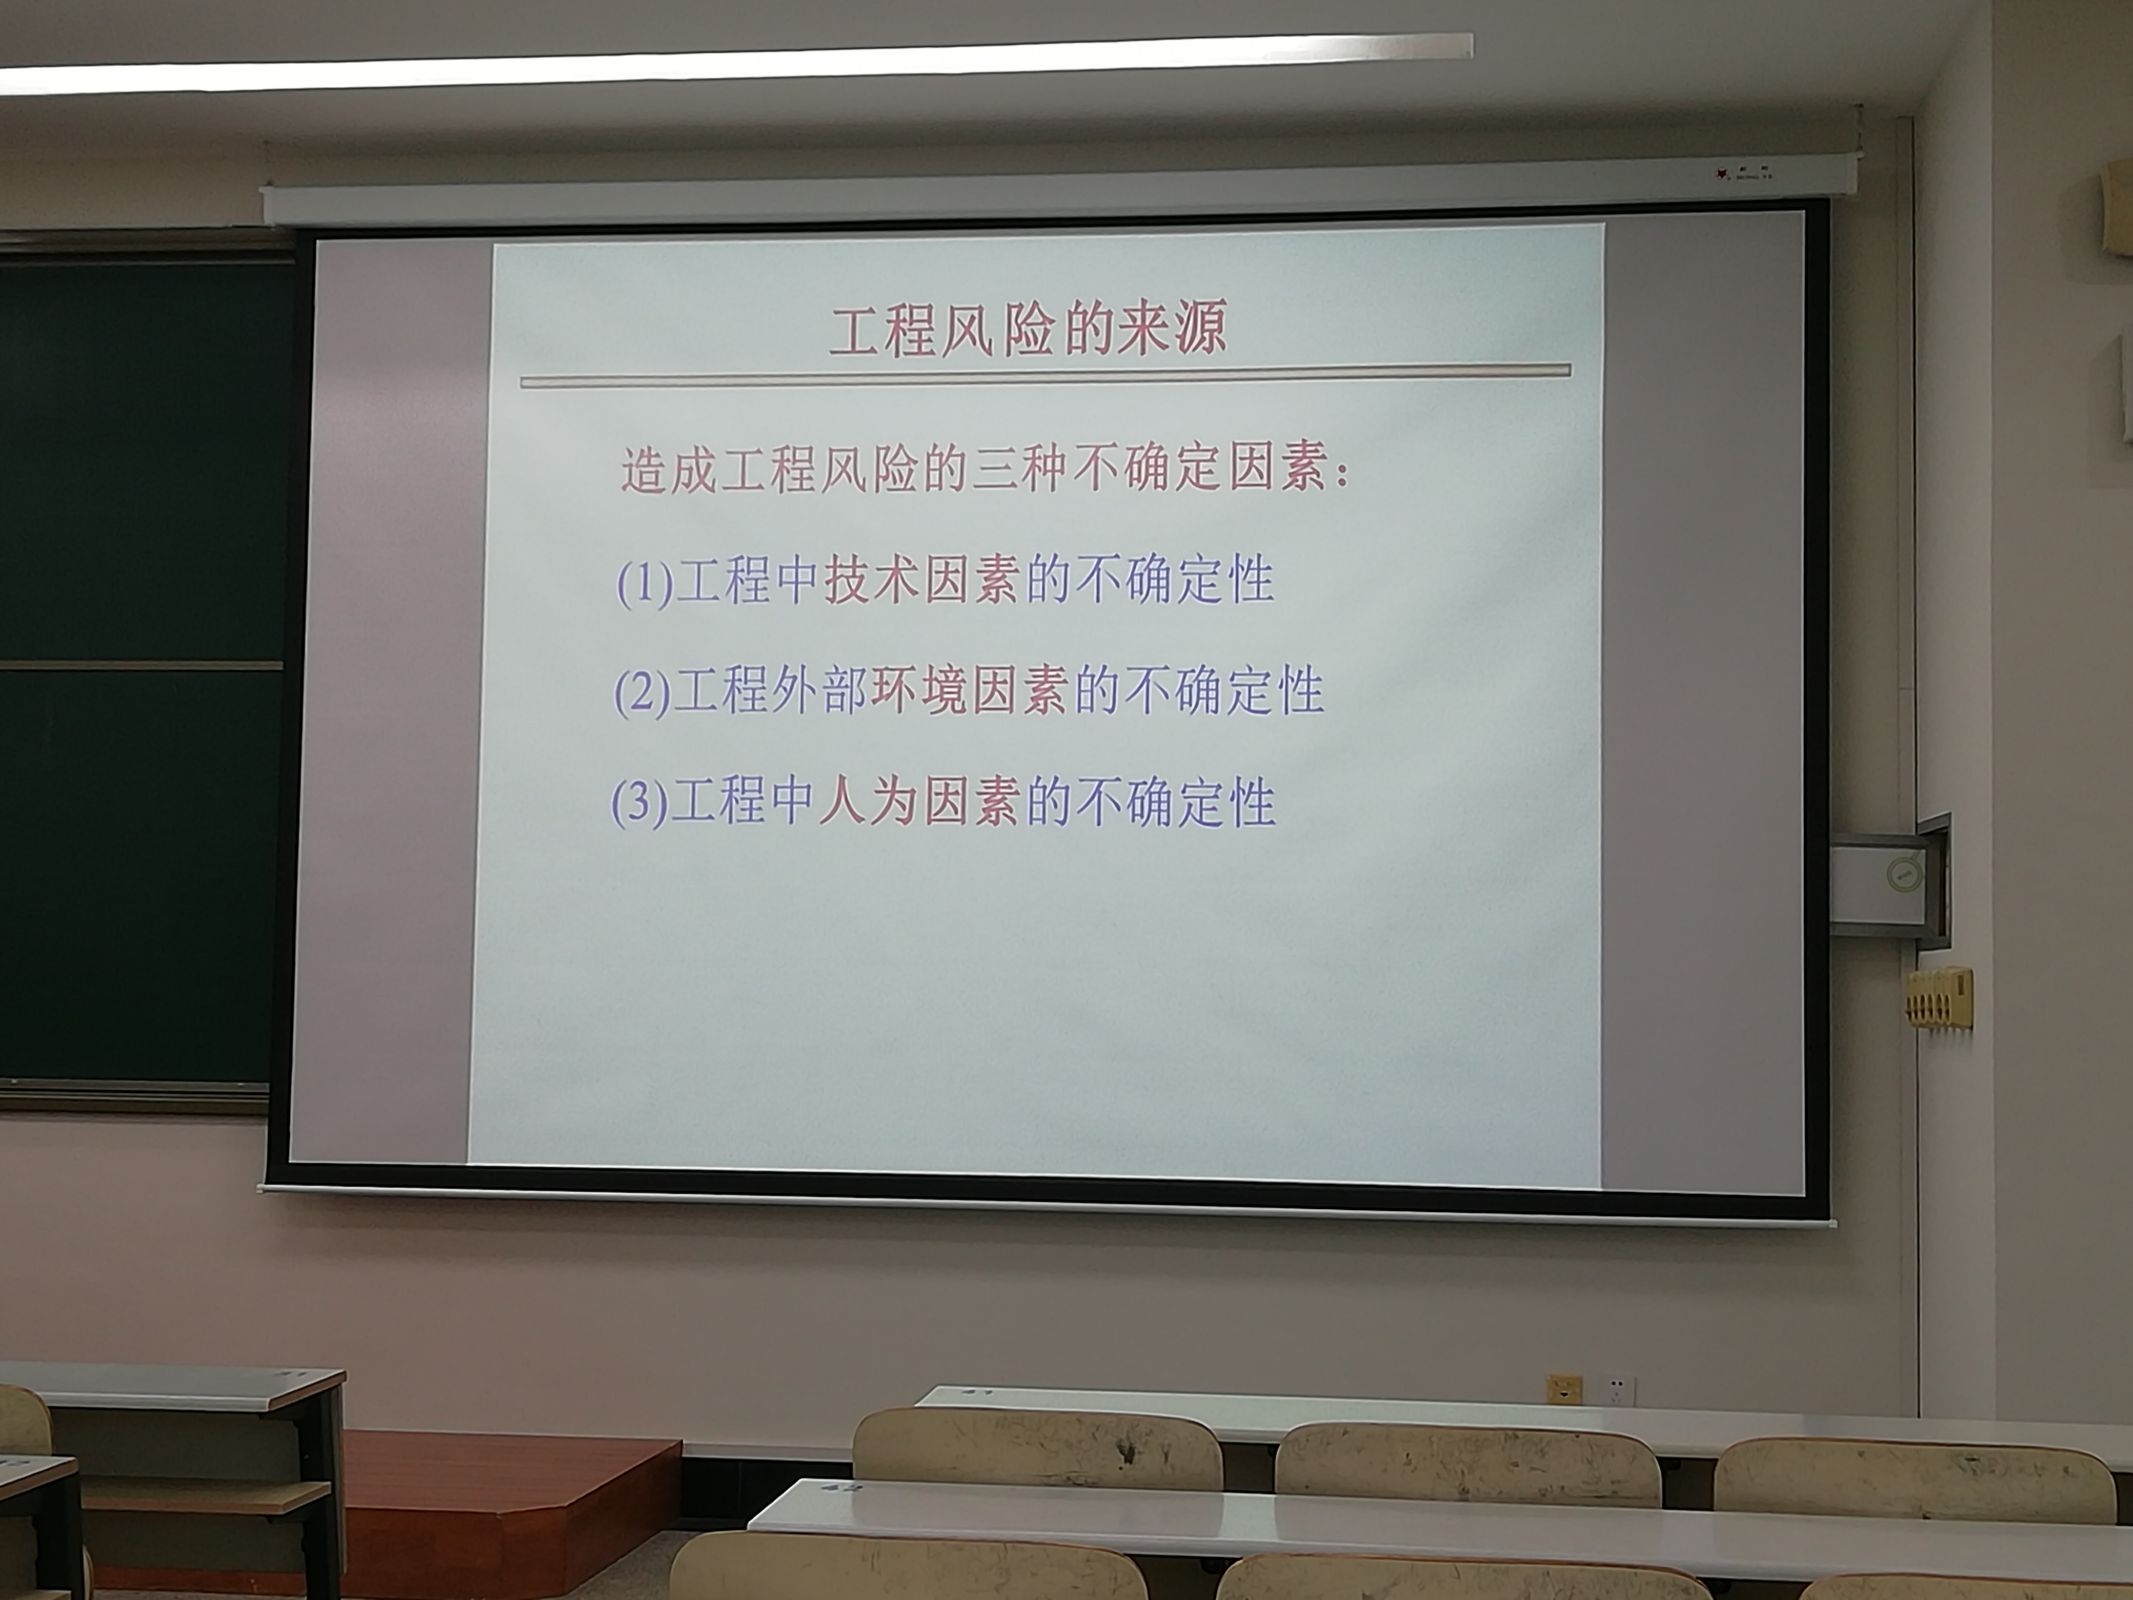 工程风险的来源
造成工程风险的三种不确定因素：
(1)工程中技术因素的不确定性
(2)工程外部环境因素的不确定性
(3)工程中人为因素的不确定性